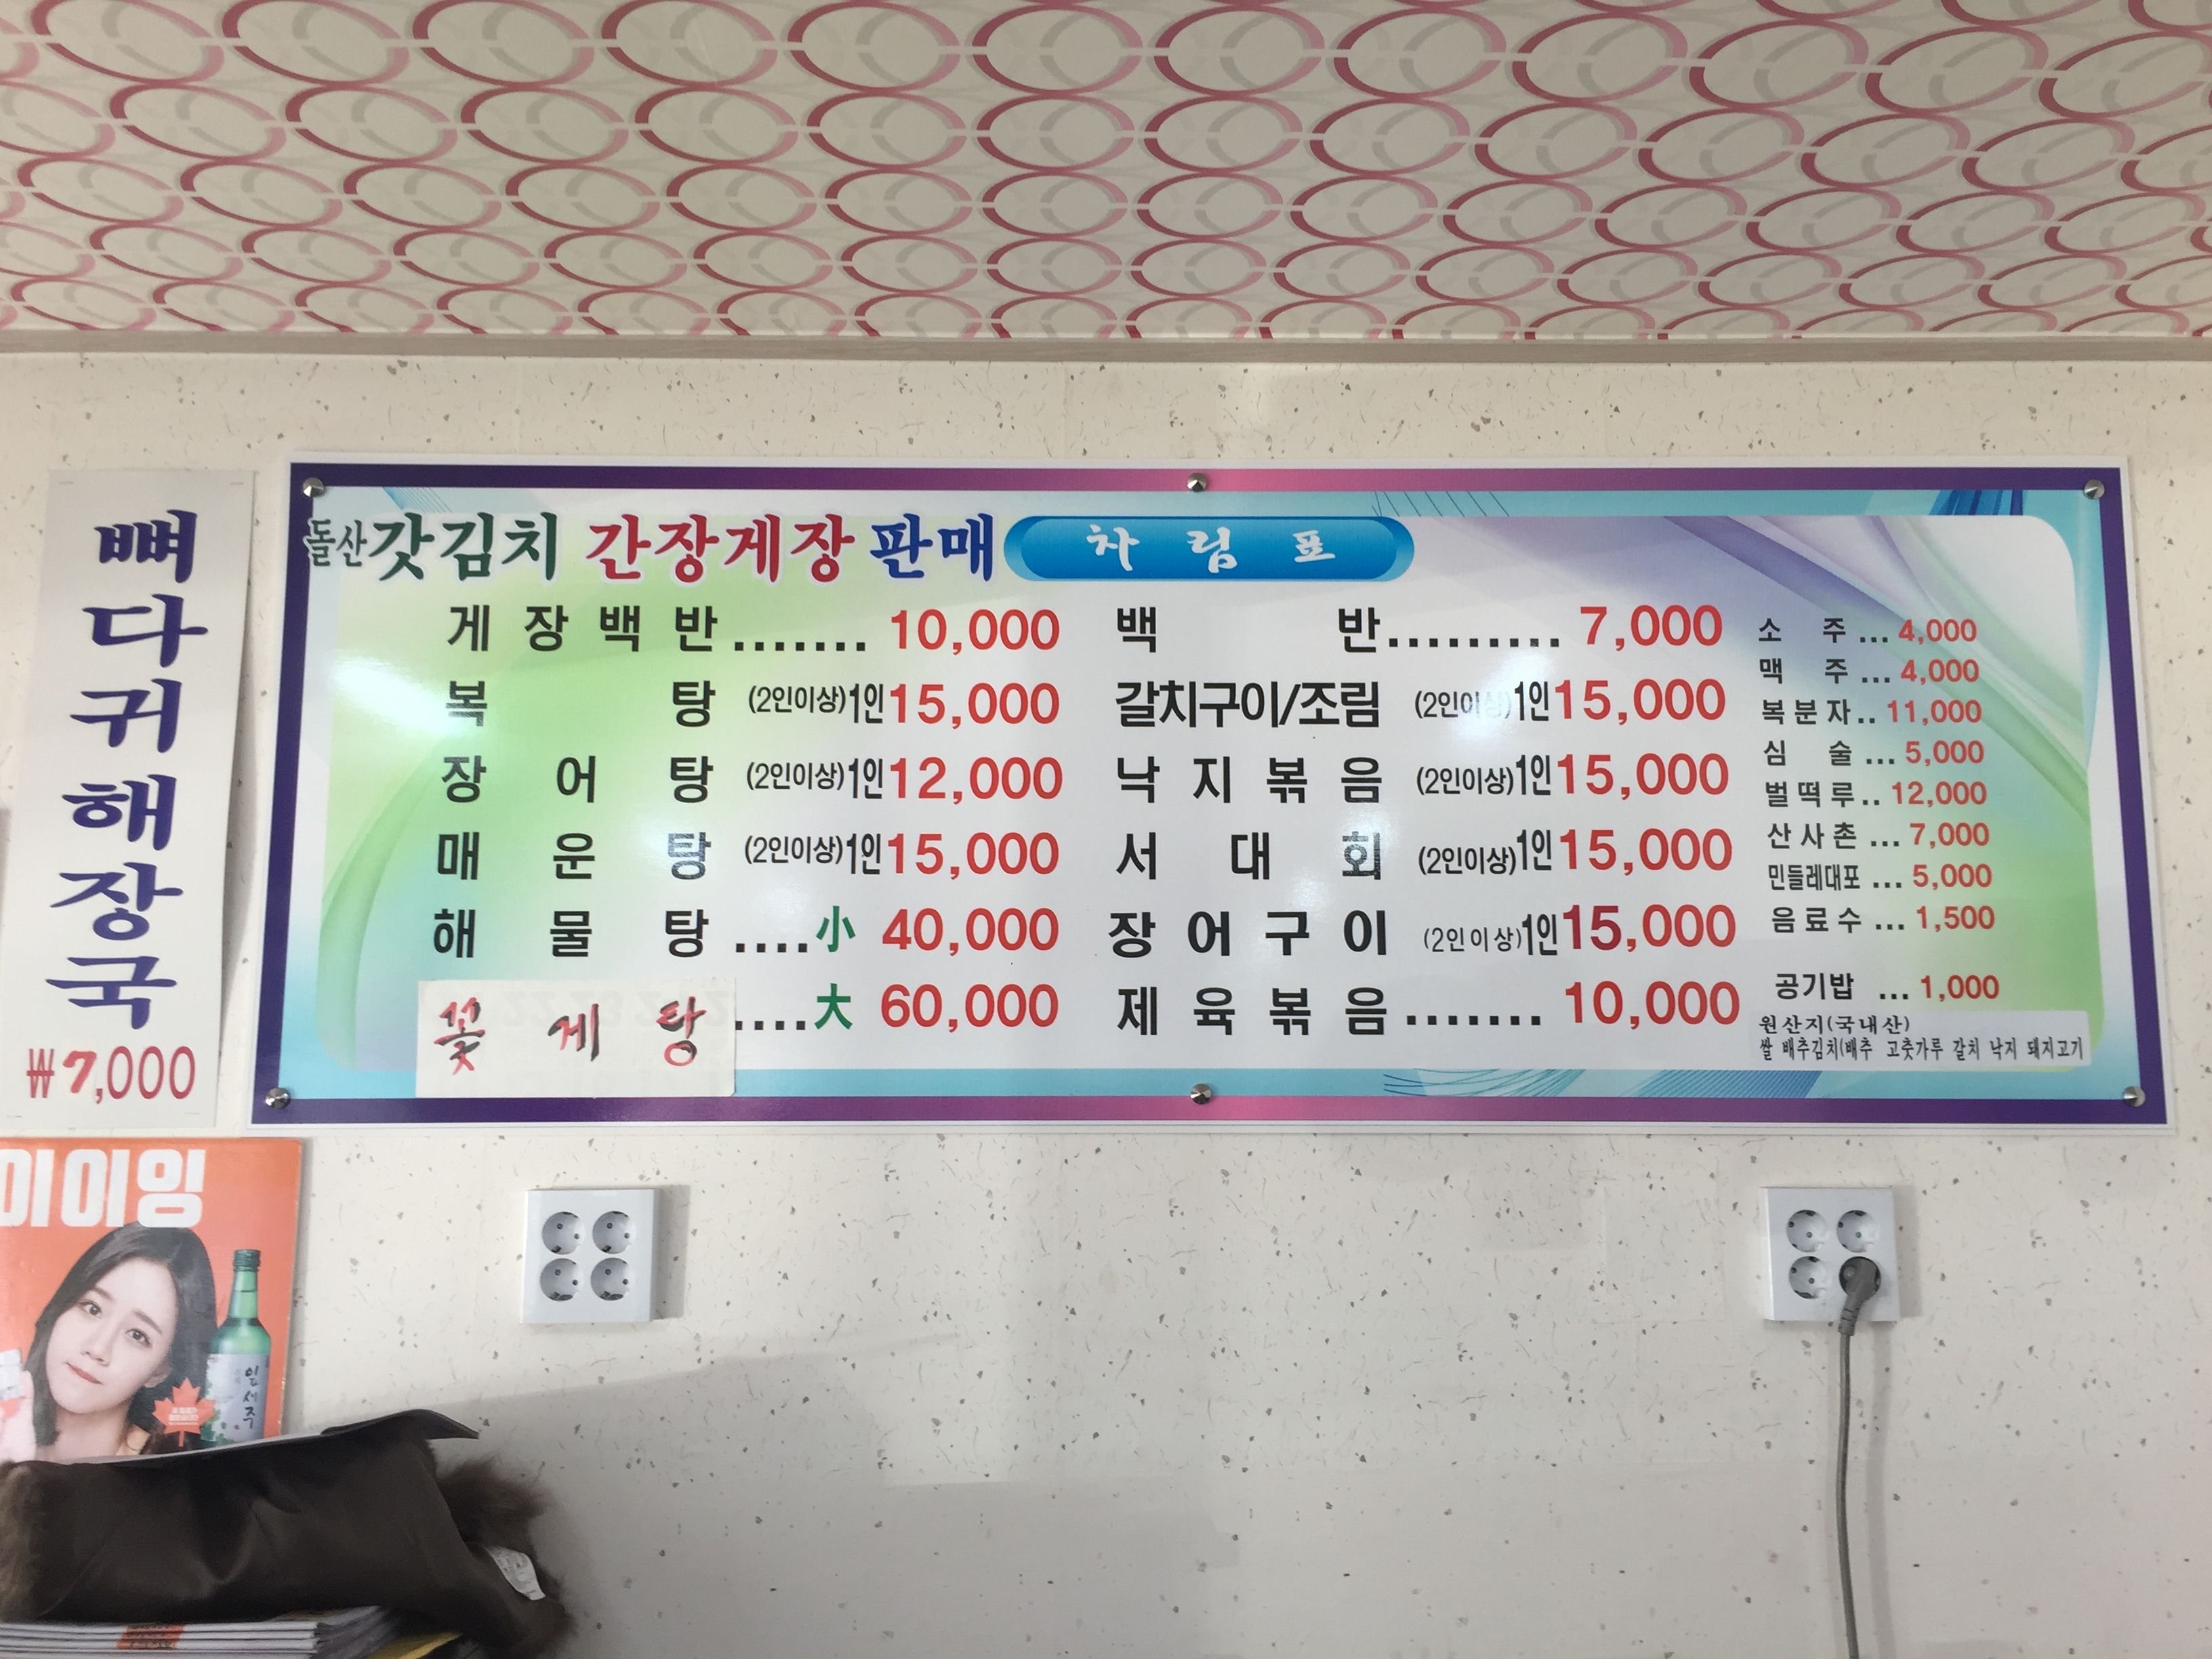 뼈다귀해장국
₩7,000
돌산갓김치 간장게장 판매 차림표
게장백반....... 10,000
복탕 (2인이상)1인15,000
장어탕 (2인이상)1인12,000
매운탕 (2인이상)1인15,000
해물탕 ....小 40,000
꽃게탕 ....大 60,000
백반......... 7,000
갈치구이/조림 (2인이상)1인15,000
낙지볶음 (2인이상)1인15,000
서대회 (2인이상)1인15,000
장어구이 (2인이상)1인15,000
제육볶음....... 10,000
소주... 4,000
맥주... 4,000
복분자.. 11,000
심술... 5,000
벌떡루.. 12,000
산사촌... 7,000
민들레대포... 5,000
음료수... 1,500
공기밥 ... 1,000
원산지(국내산)
쌀 배추김치(배추 고춧가루 갈치 낙지 돼지고기
이이잉
잎새주